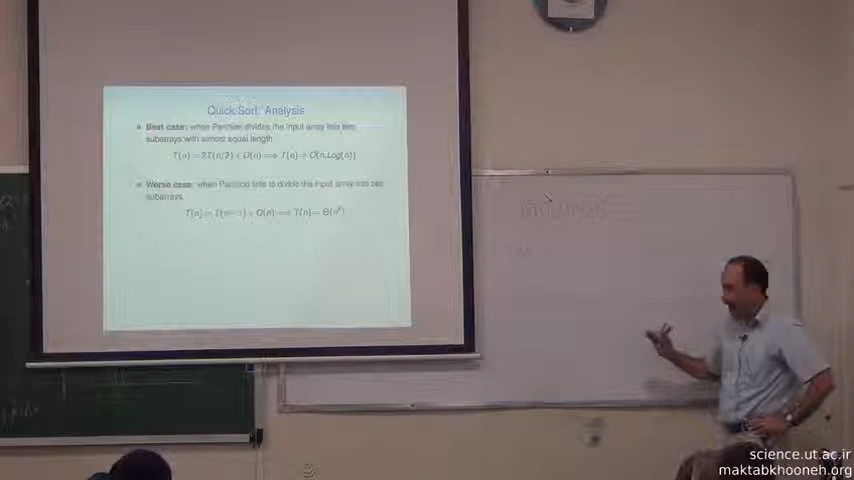 Quick Sort: Analysis
Best case: when Partition divides the input array into two
subarrays with almost equal length
T(n) = 2T(n/2) + O(n) ⟹ T(n) = O(n.Log(n))
Worse case: when Partition fails to divide the input array into two
subarrays
T(n) = T(n − 1) + O(n) ⟹ T(n) = Θ(n²)
science.ut.ac.ir
maktabkhooneh.org